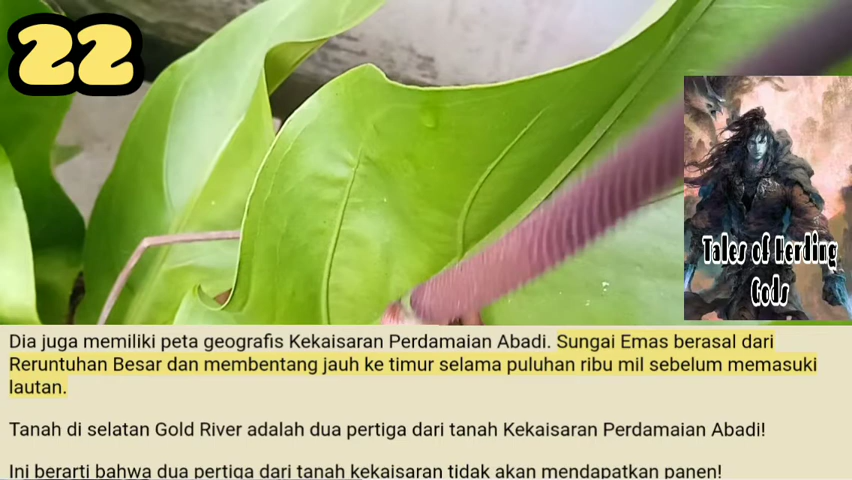 22
Tales of Herding
Gods
Dia juga memiliki peta geografis Kekaisaran Perdamaian Abadi. Sungai Emas berasal dari
Reruntuhan Besar dan membentang jauh ke timur selama puluhan ribu mil sebelum memasuki
lautan.
Tanah di selatan Gold River adalah dua pertiga dari tanah Kekaisaran Perdamaian Abadi!
Ini berarti bahwa dua pertiga dari tanah kekaisaran tidak akan mendapatkan panen!